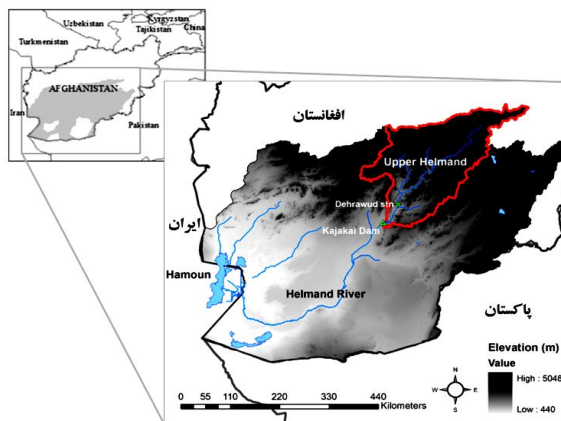 Uzbekistan
Kyrgyzstan
Tajikistan
Turkmenistan
AFGHANISTAN
Iran
Pakistan
افغانستان
Upper Helmand
Dehrawud stn
ایران
Kajakai Dam
Hamoun
Helmand River
پاکستان
Elevation (m)
Value
High : 5048
Low : 440
N
W E
S
0 55 110 220 330 440
Kilometers